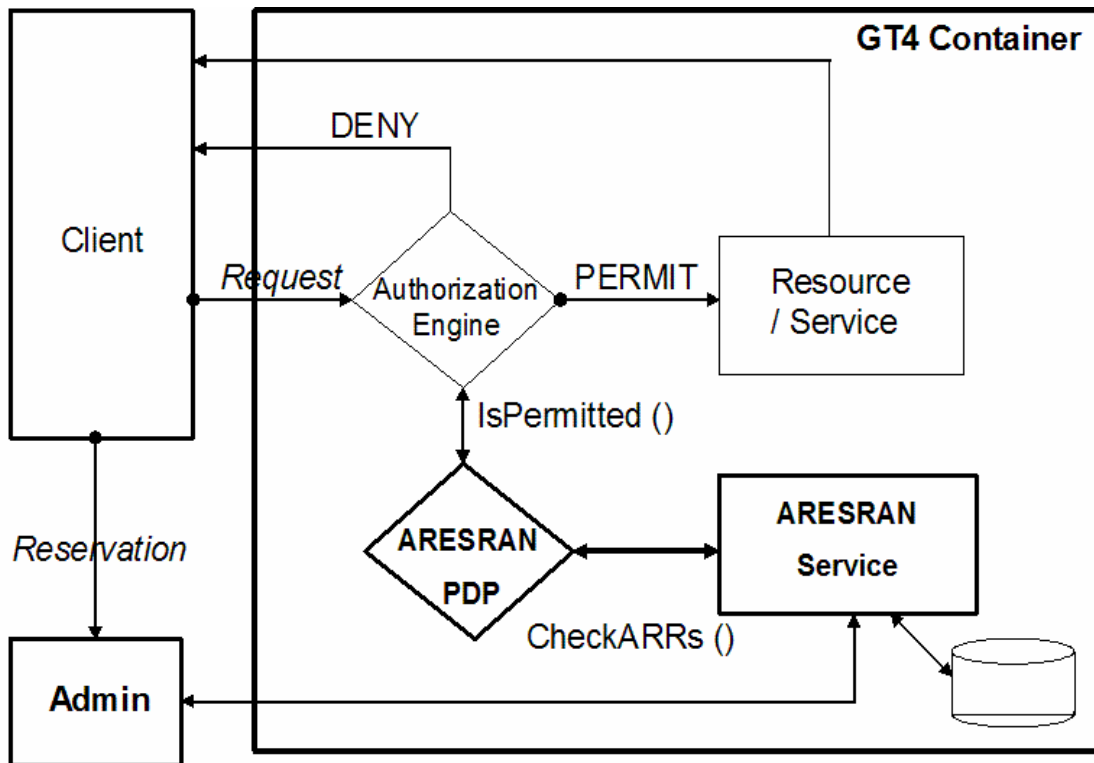 GT4 Container
DENY
Client
Request
Authorization
Engine
PERMIT
Resource
/ Service
IsPermitted ()
ARESRAN
PDP
ARESRAN
Service
Reservation
CheckARRs ()
Admin